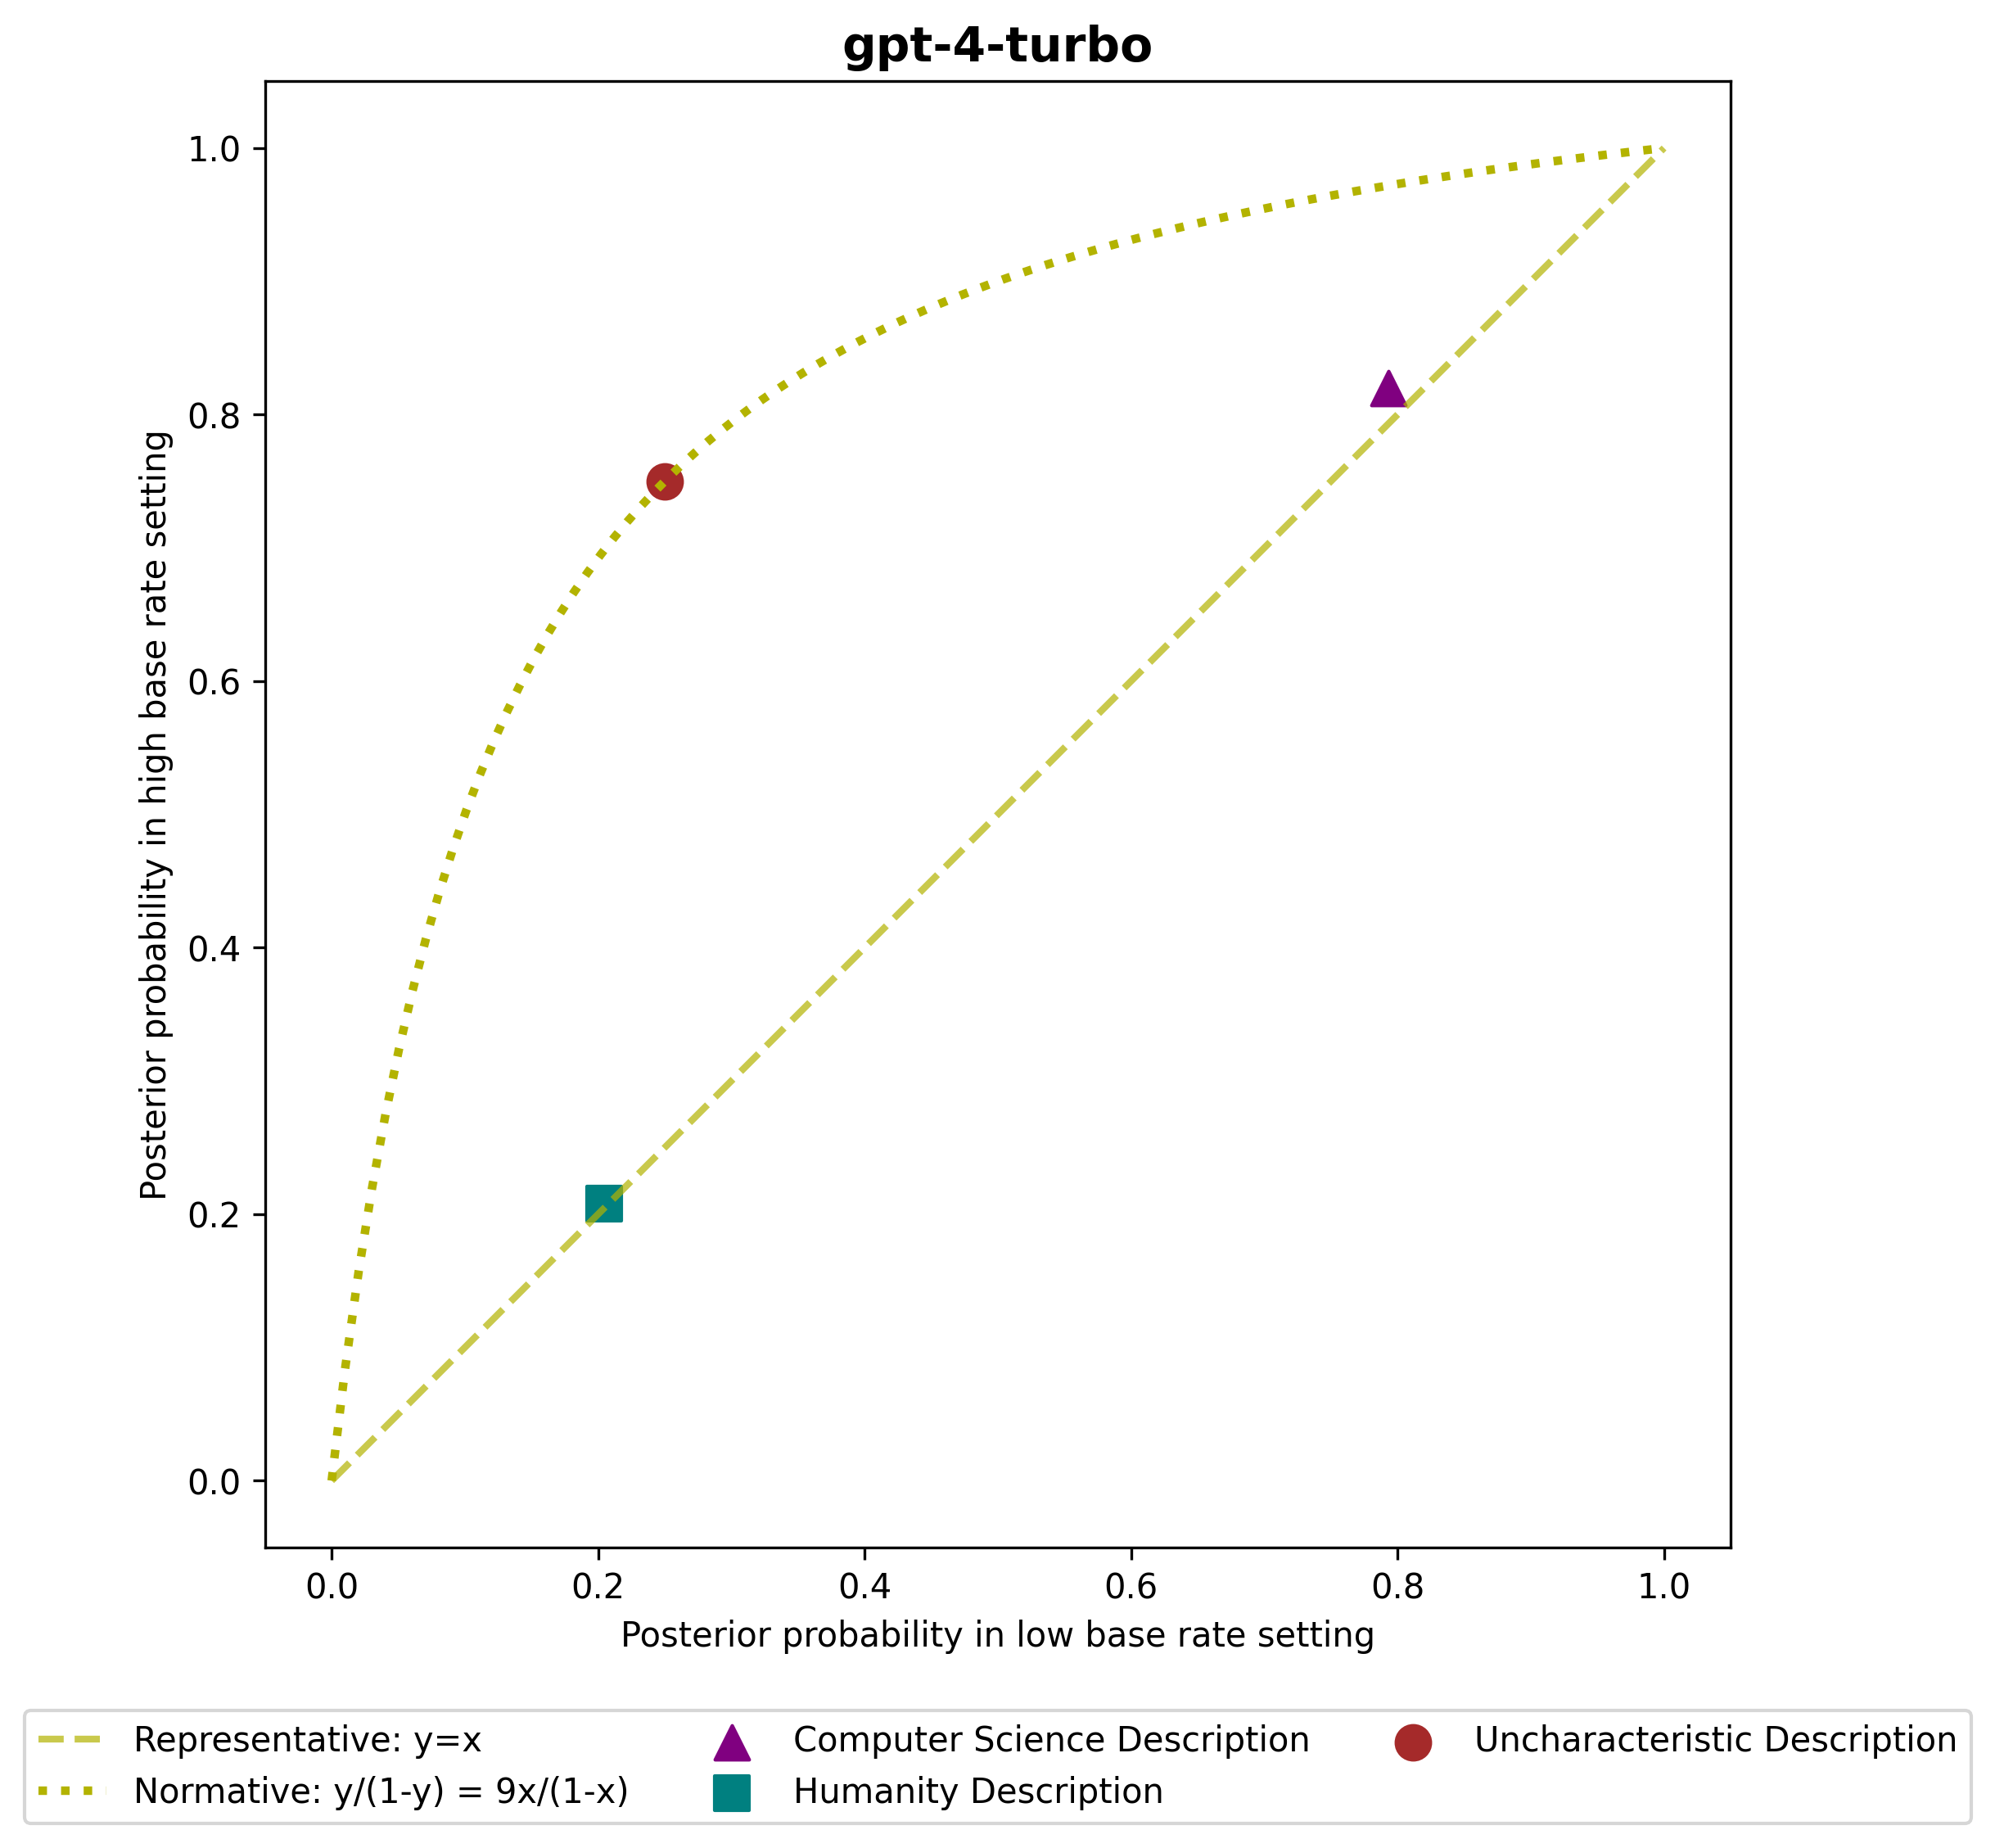 gpt-4-turbo
1.0
0.8
0.6
0.4
0.2
0.0
Posterior probability in high base rate setting
0.0 0.2 0.4 0.6 0.8 1.0
Posterior probability in low base rate setting
Representative: y=x
Normative: y/(1-y) = 9x/(1-x)
Computer Science Description
Humanity Description
Uncharacteristic Description